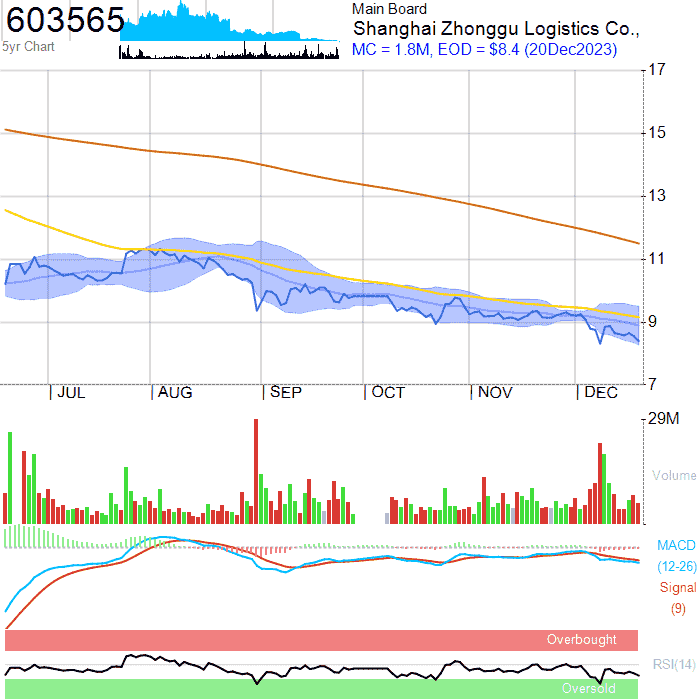 603565
5yr Chart
Main Board
Shanghai Zhonggu Logistics Co.,
MC = 1.8M, EOD = $8.4 (20Dec2023)
17
15
13
11
9
7
JUL
AUG
SEP
OCT
NOV
DEC
29M
Volume
MACD
(12-26)
Signal
(9)
Overbought
RSI(14)
Oversold